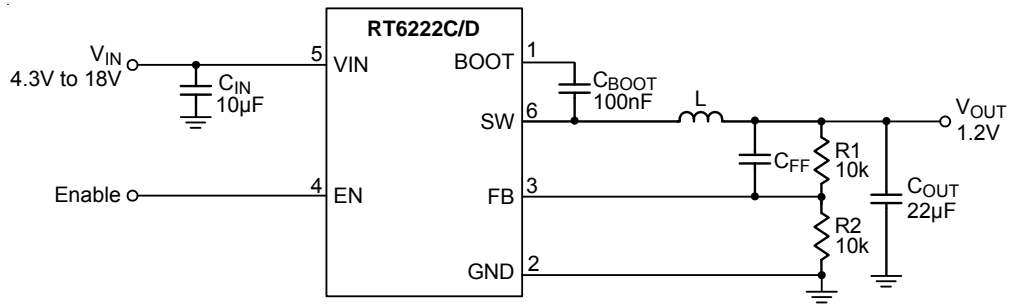 RT6222C/D
VIN
4.3V to 18V
CIN
10µF
5
VIN
BOOT
1
CBOOT
100nF
SW
6
L
VOUT
1.2V
CFF
R1
10k
Enable
4
EN
FB
3
COUT
22µF
R2
10k
GND
2